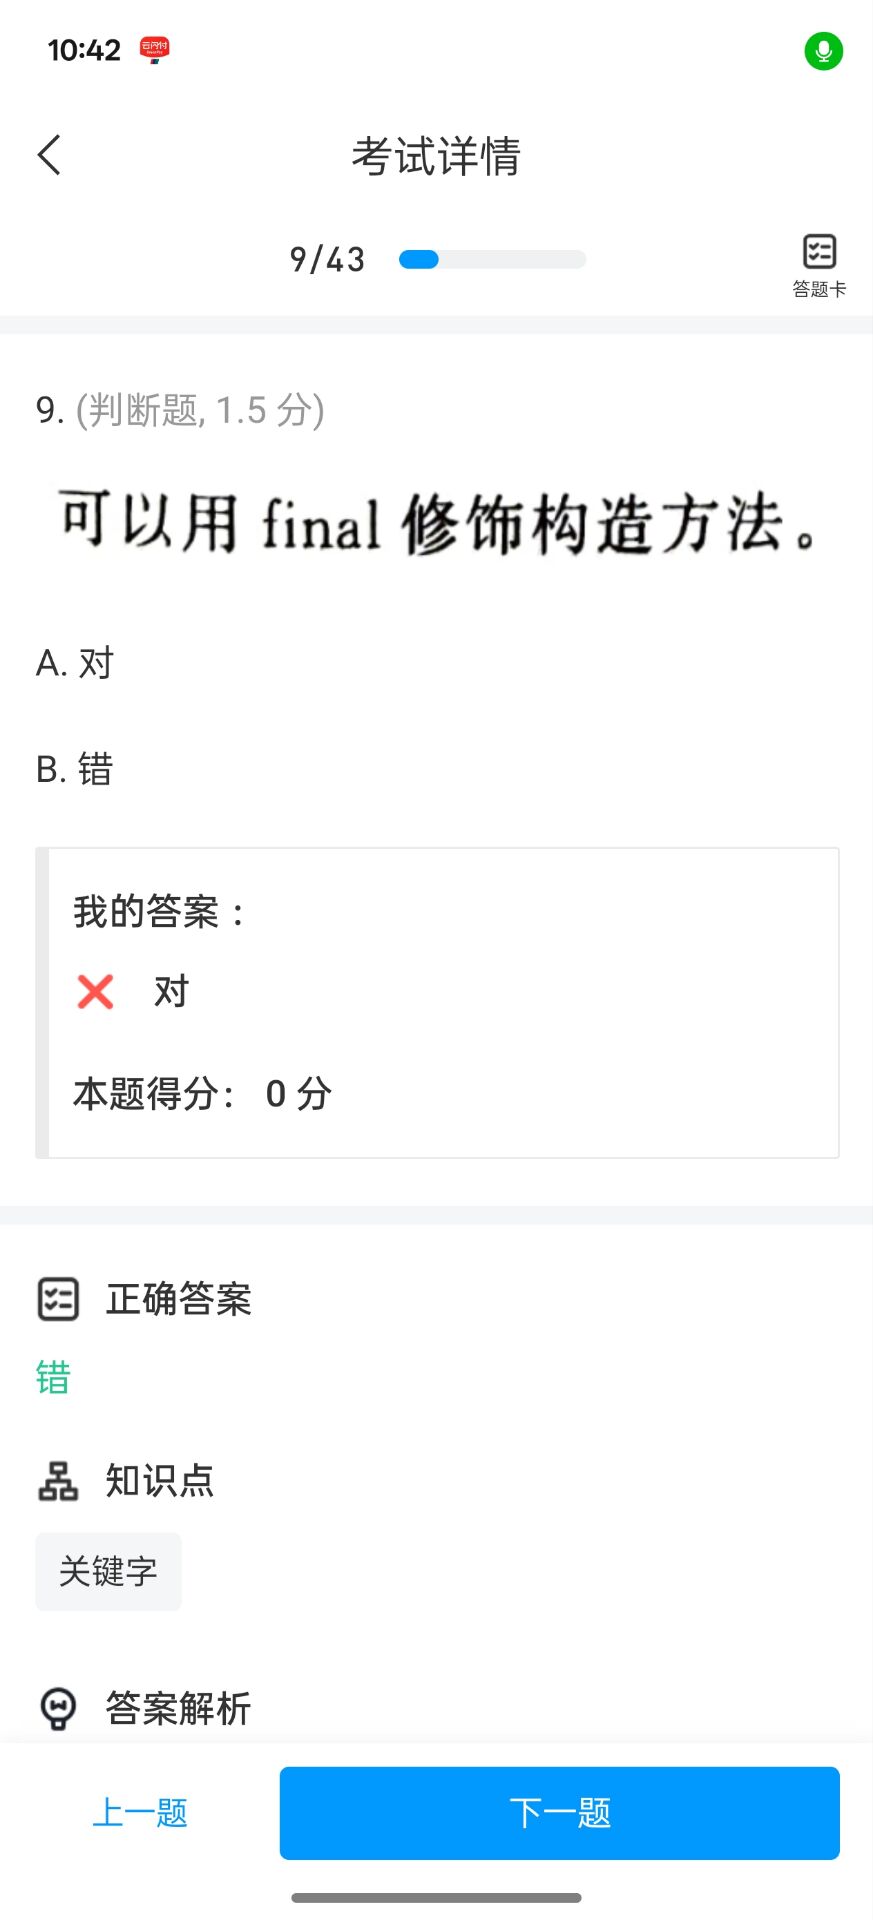 10:42 云闪付
考试详情
9/43
答题卡
9. (判断题, 1.5 分)
可以用 final 修饰构造方法。
A. 对
B. 错
我的答案：
对
本题得分： 0 分
正确答案
错
知识点
关键字
答案解析
上一题
下一题